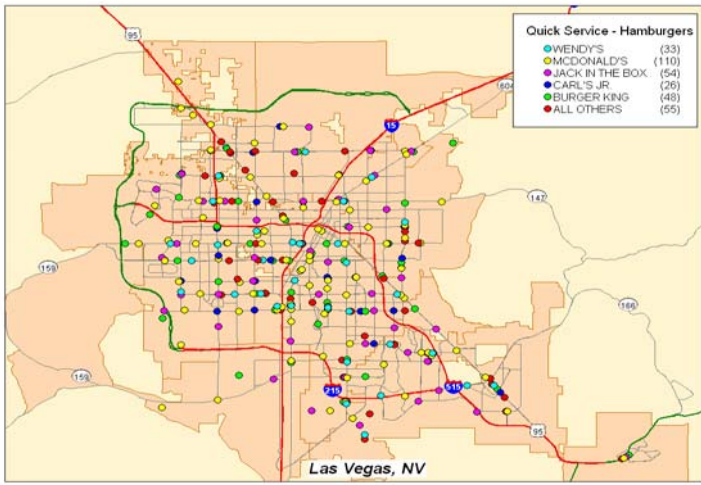 Quick Service - Hamburgers
WENDY'S (33)
MCDONALD'S (110)
JACK IN THE BOX (54)
CARL'S JR. (26)
BURGER KING (48)
ALL OTHERS (55)
95
604
15
147
159
166
159
215
515
95
Las Vegas, NV